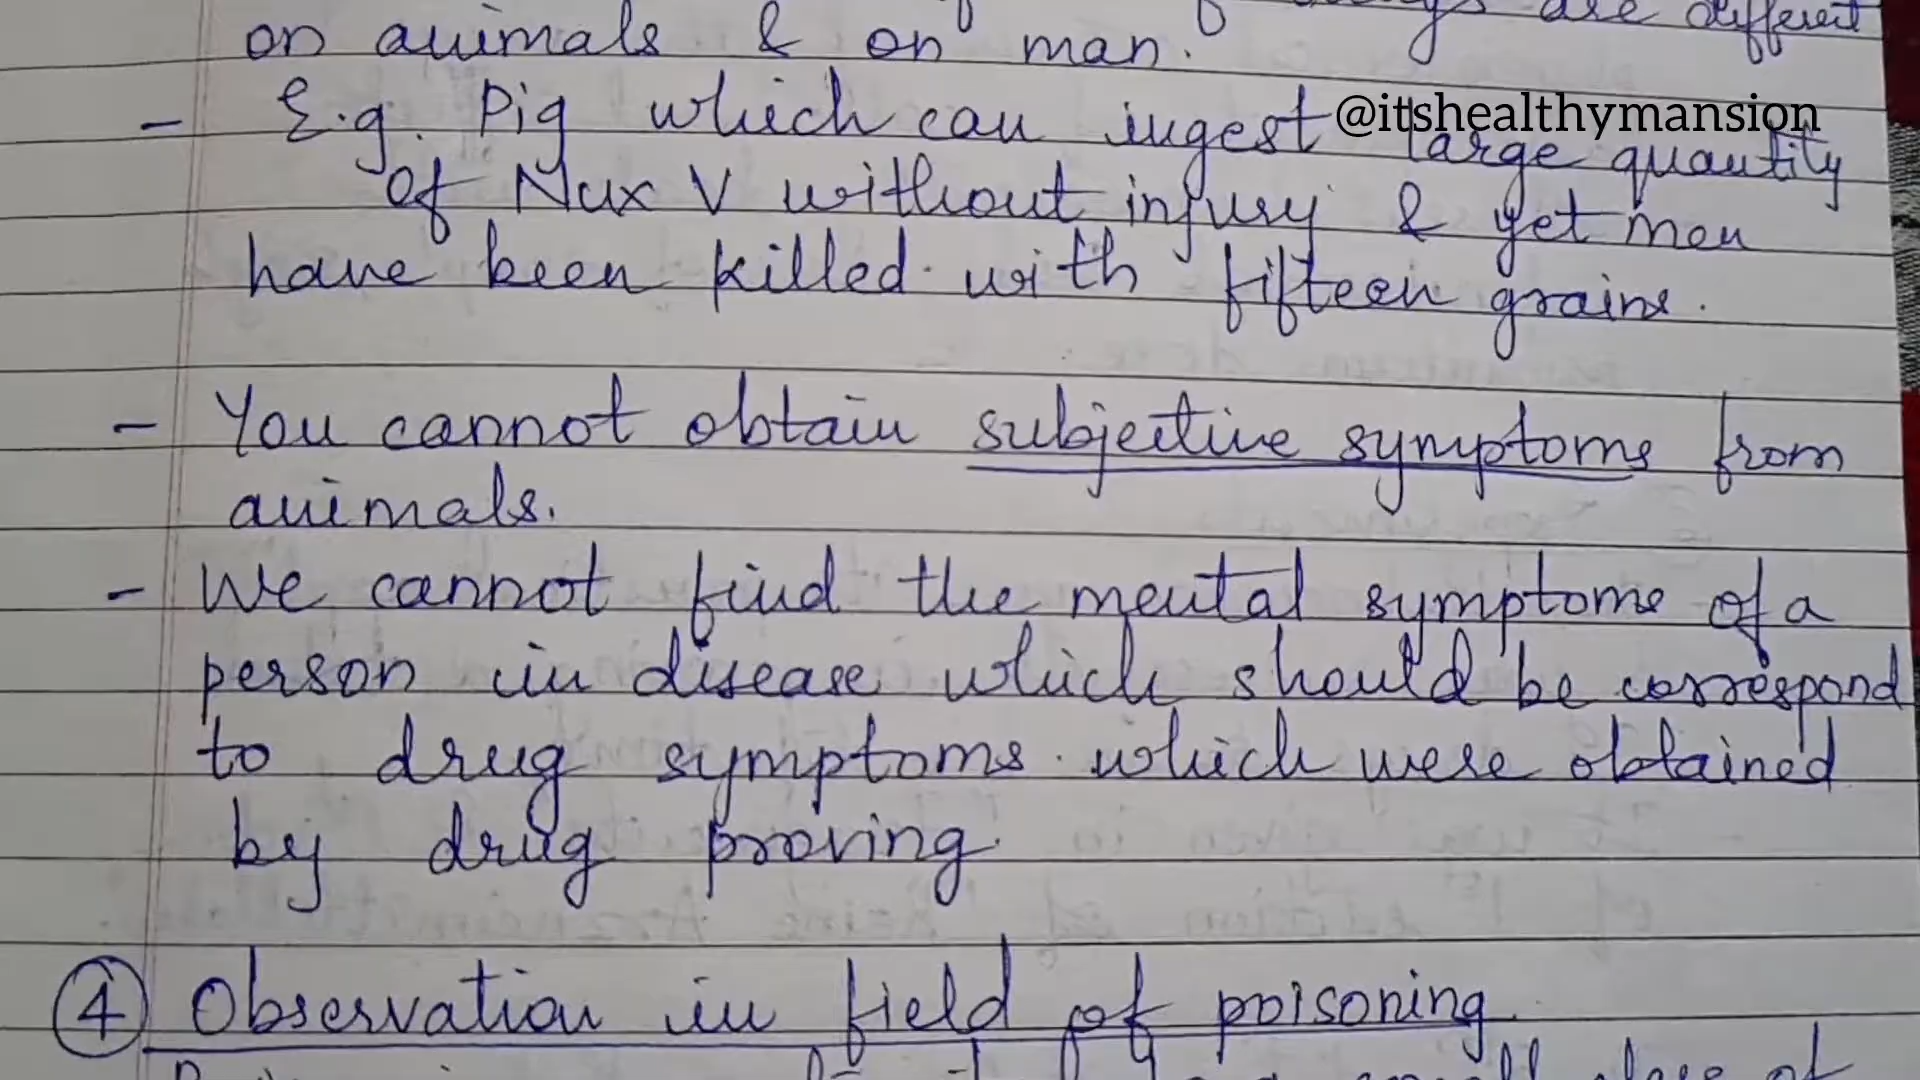 are different
on animals & on man.
- E.g. Pig which can ingest large quantity
@itshealthymansion
of Nux V without injury & yet men
have been killed with fifteen grains.
- You cannot obtain subjective symptoms from
animals.
- We cannot find the mental symptoms of a
person in disease which should be correspond
to drug symptoms which were obtained
by drug proving.
④ Observation in field of poisoning